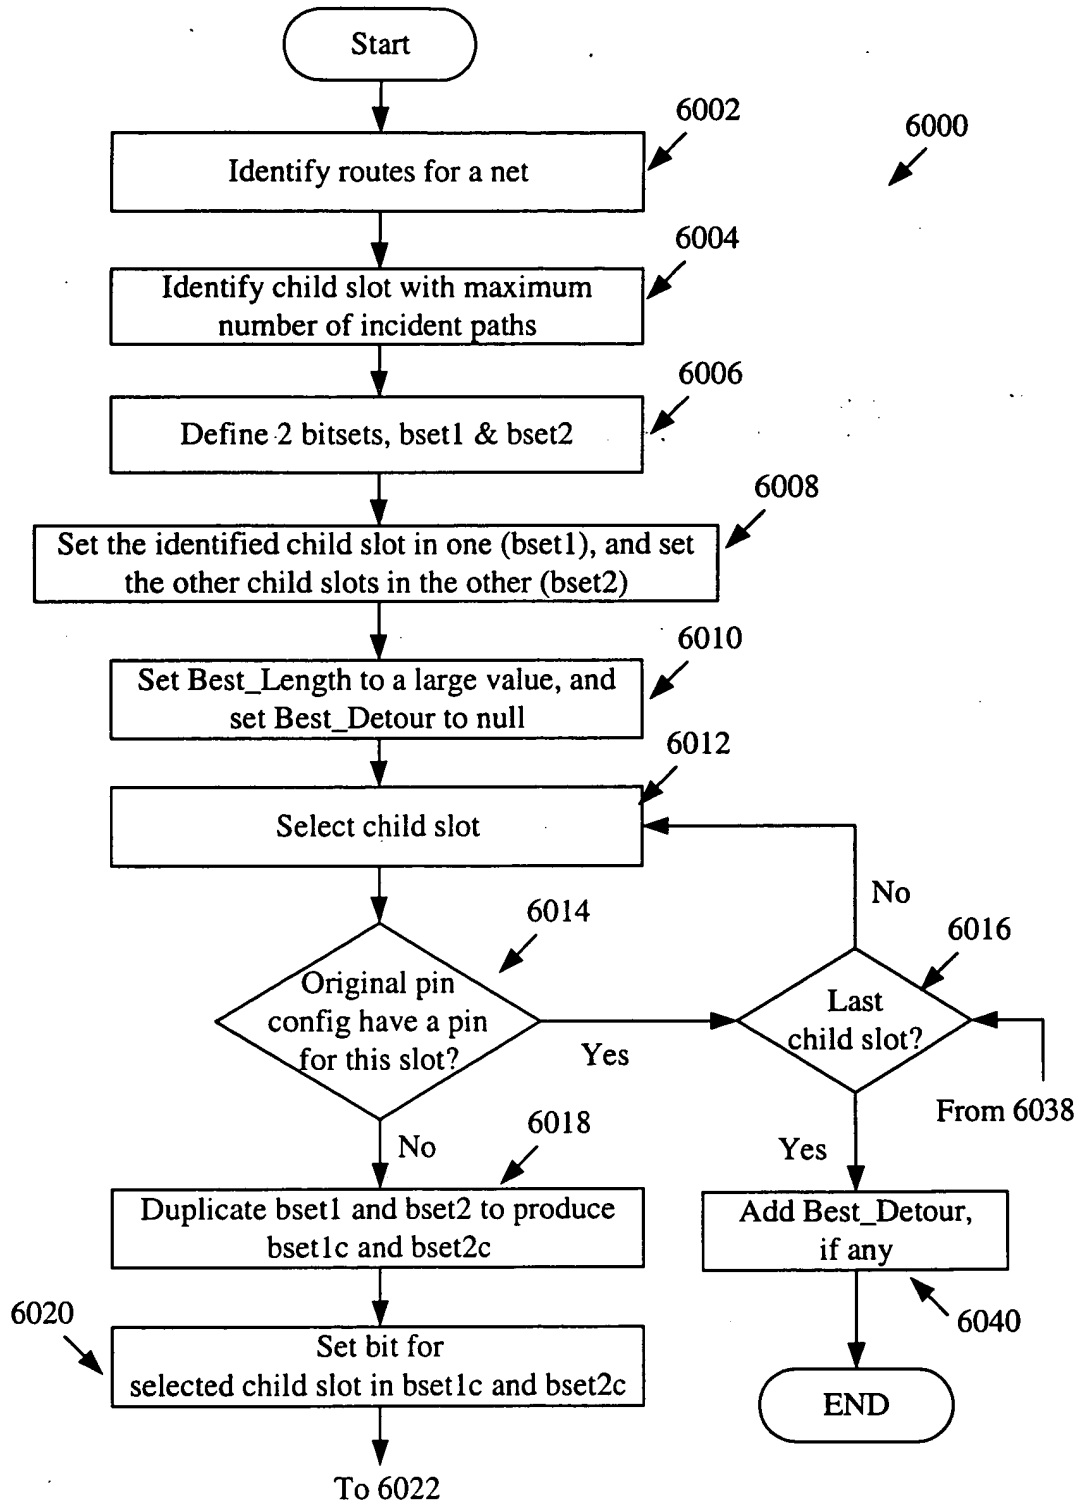 Start
6002
6000
Identify routes for a net
6004
Identify child slot with maximum
number of incident paths
6006
Define 2 bitsets, bset1 & bset2
6008
Set the identified child slot in one (bset1), and set
the other child slots in the other (bset2)
6010
Set Best_Length to a large value, and
set Best_Detour to null
6012
Select child slot
No
6014
6016
Original pin
config have a pin
for this slot?
Yes
Last
child slot?
From 6038
No
6018
Yes
Duplicate bset1 and bset2 to produce
bset1c and bset2c
Add Best_Detour,
if any
6020
6040
Set bit for
selected child slot in bset1c and bset2c
END
To 6022